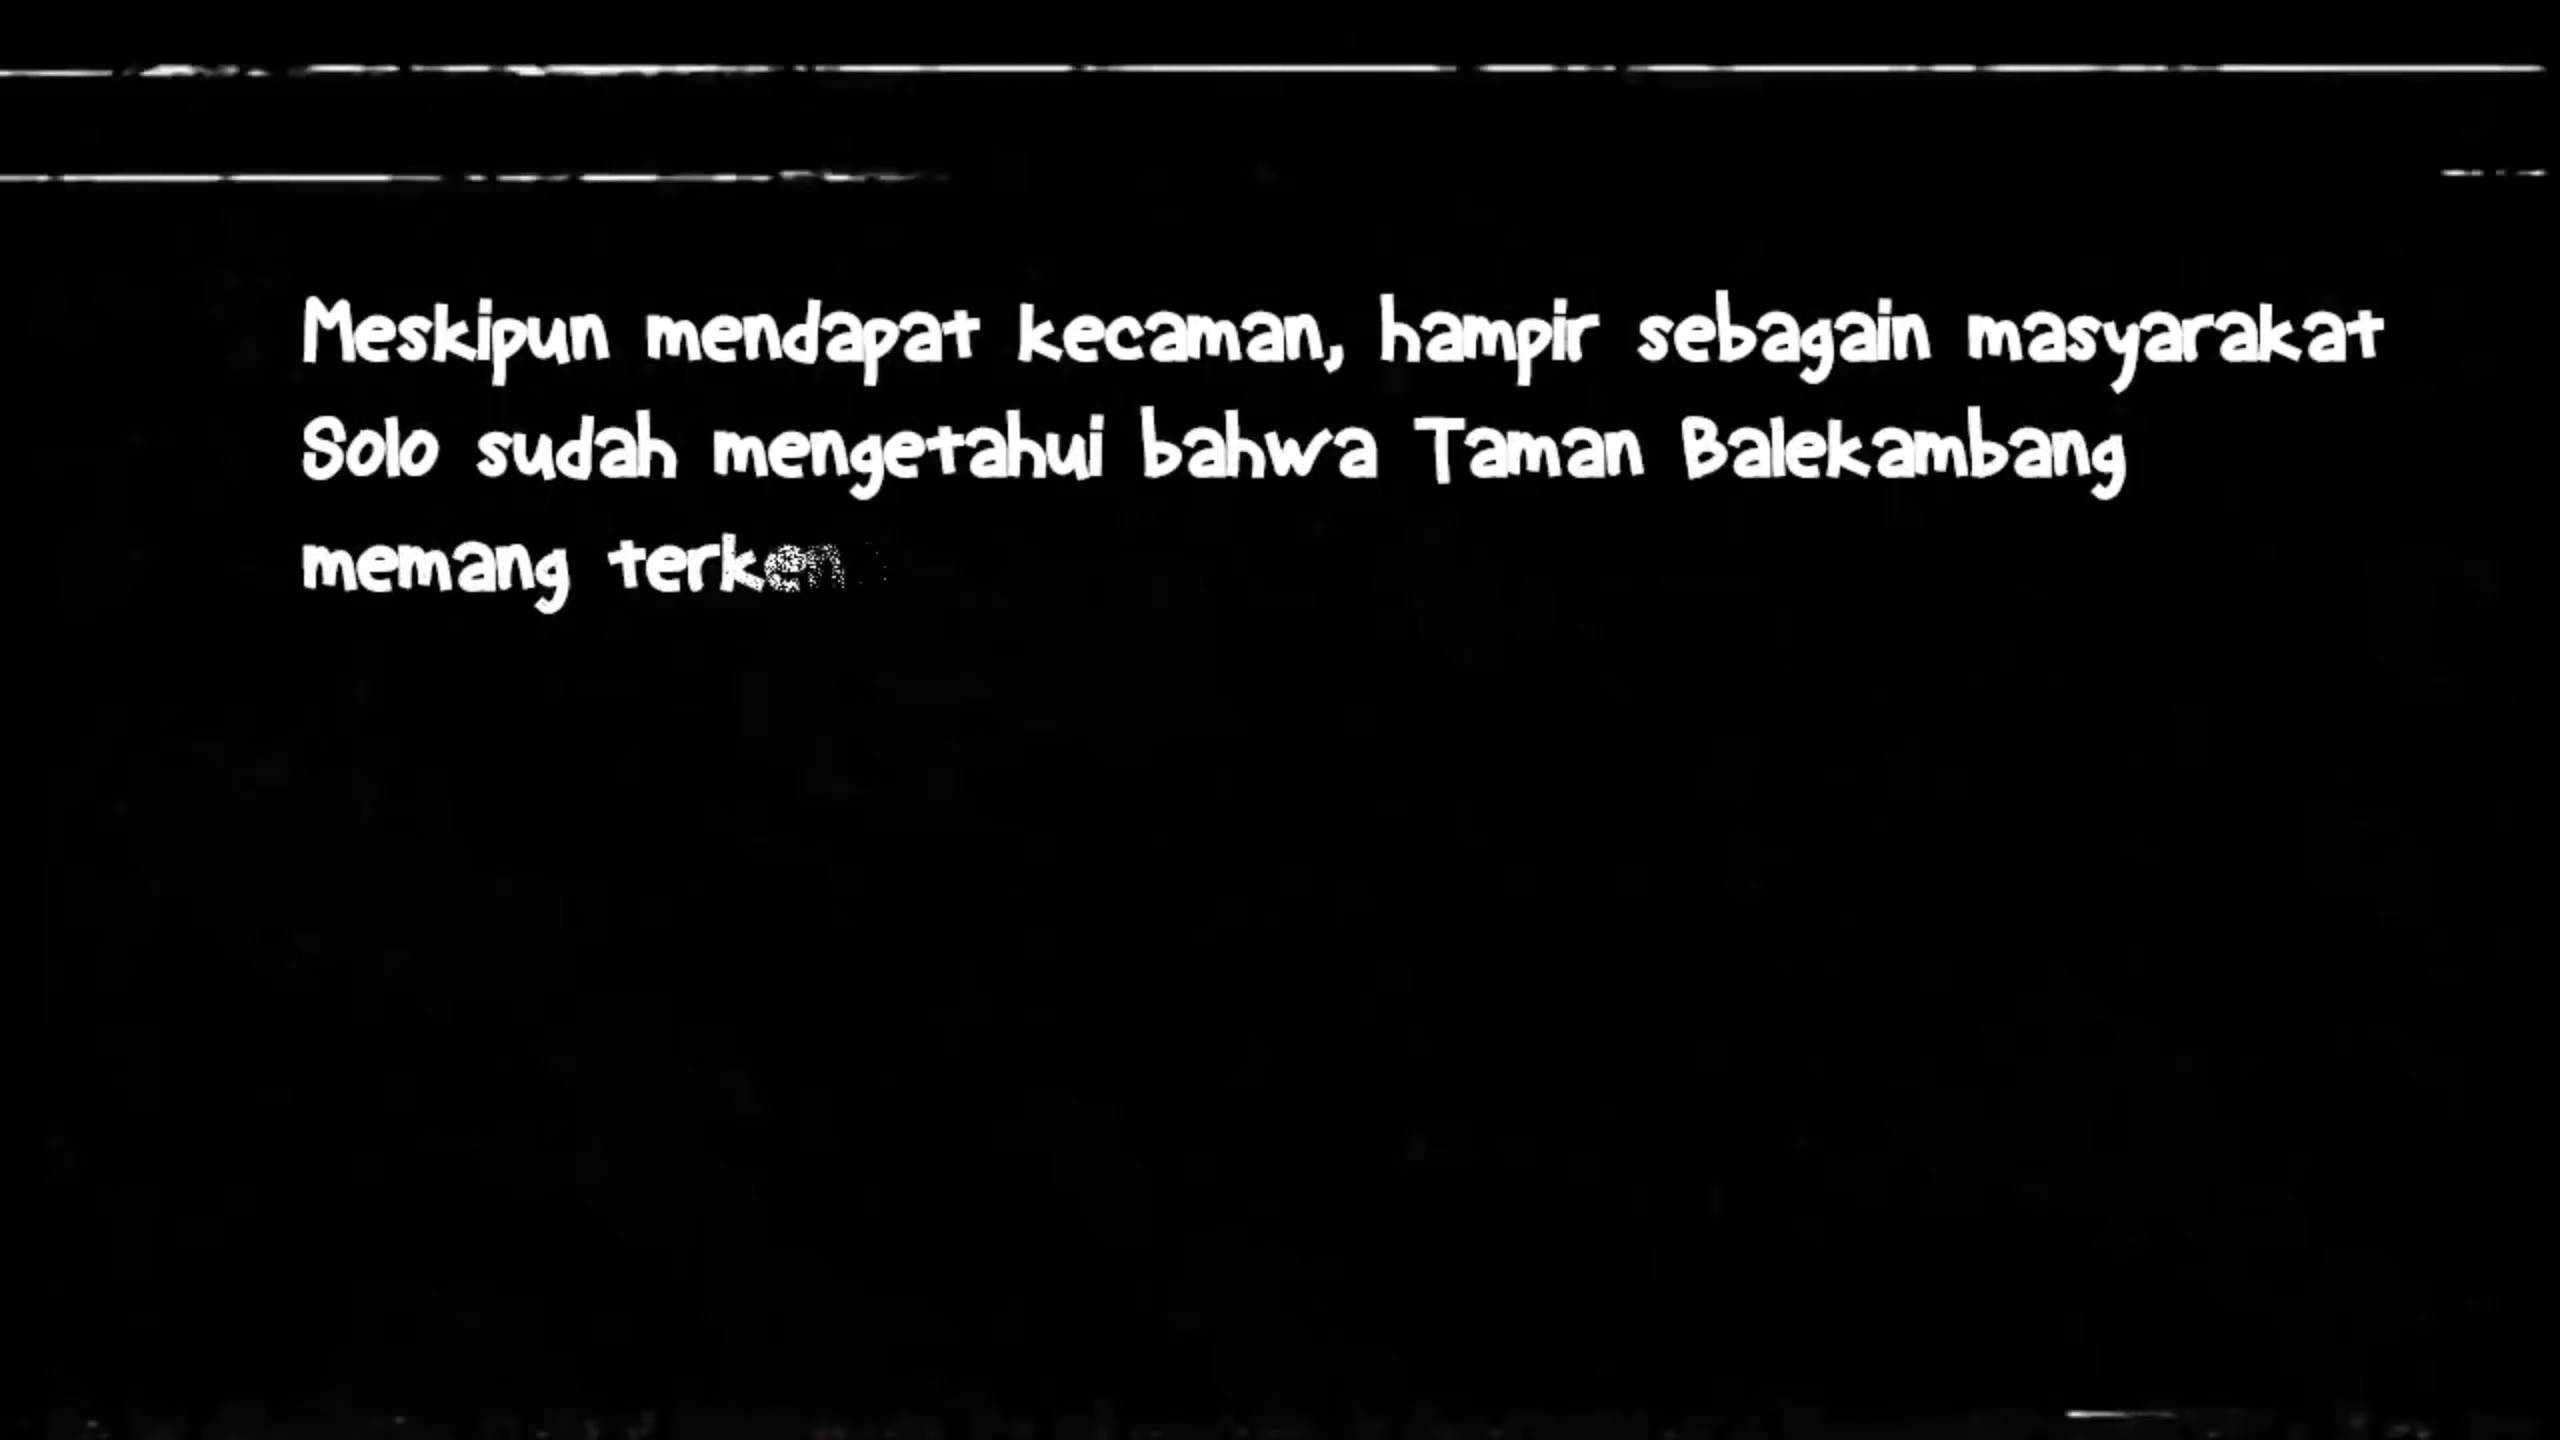 Meskipun mendapat kecaman, hampir sebagain masyarakat
Solo sudah mengetahui bahwa Taman Balekambang
memang